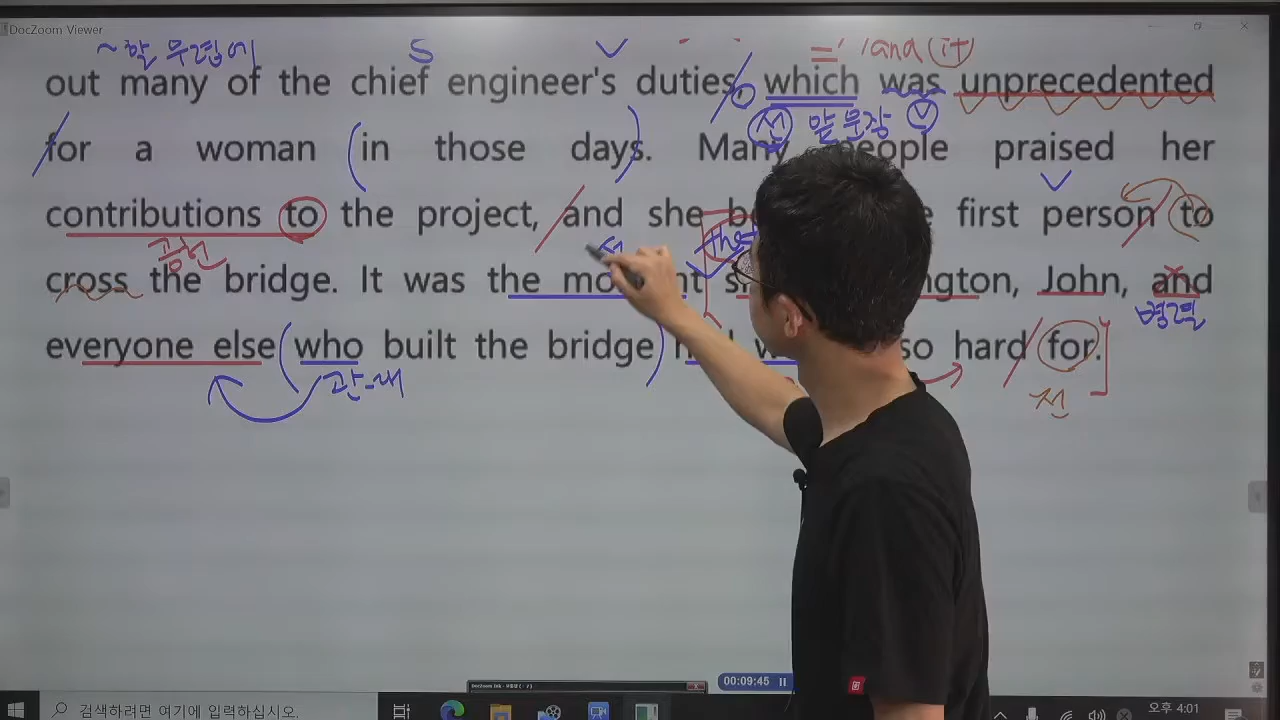 DocZoom Viewer
~할 무렵에 S V = and (it)
out many of the chief engineer's duties, which was unprecedented
선 앞문장 V
for a woman (in those days). Many people praised her
V
contributions to the project, and she first person to
공헌
cross the bridge. It was the ton, John, and
병렬
everyone else (who built the bridge) so hard for.]
관·대 전
DocZoom Ink
00:09:45
검색하려면 여기에 입력하십시오.
오후 4:01